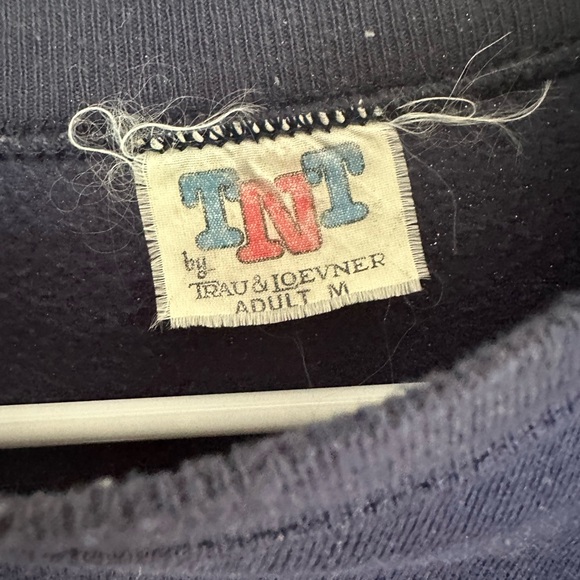 TNT
by
TRAU & LOEVNER
ADULT M